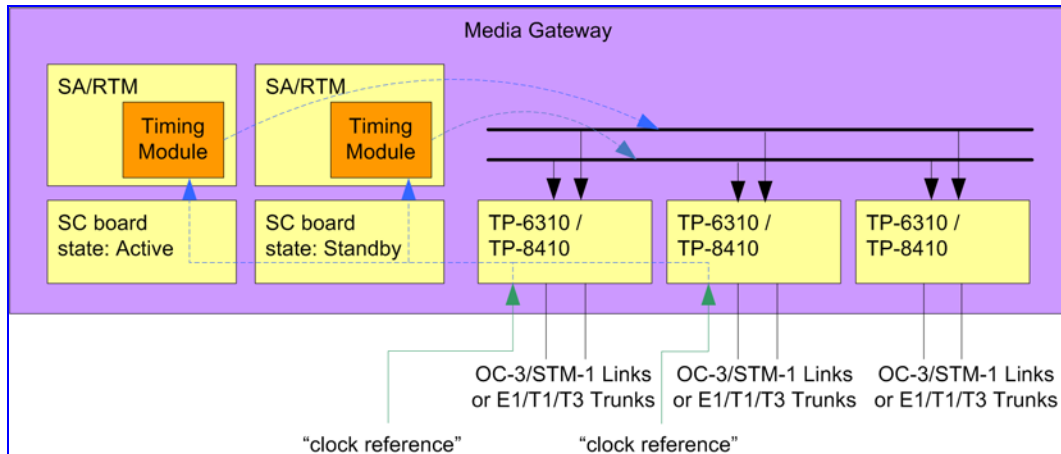 Media Gateway
SA/RTM
Timing
Module
SA/RTM
Timing
Module
SC board
state: Active
SC board
state: Standby
TP-6310 /
TP-8410
TP-6310 /
TP-8410
TP-6310 /
TP-8410
OC-3/STM-1 Links
or E1/T1/T3 Trunks
OC-3/STM-1 Links
or E1/T1/T3 Trunks
OC-3/STM-1 Links
or E1/T1/T3 Trunks
“clock reference”
“clock reference”